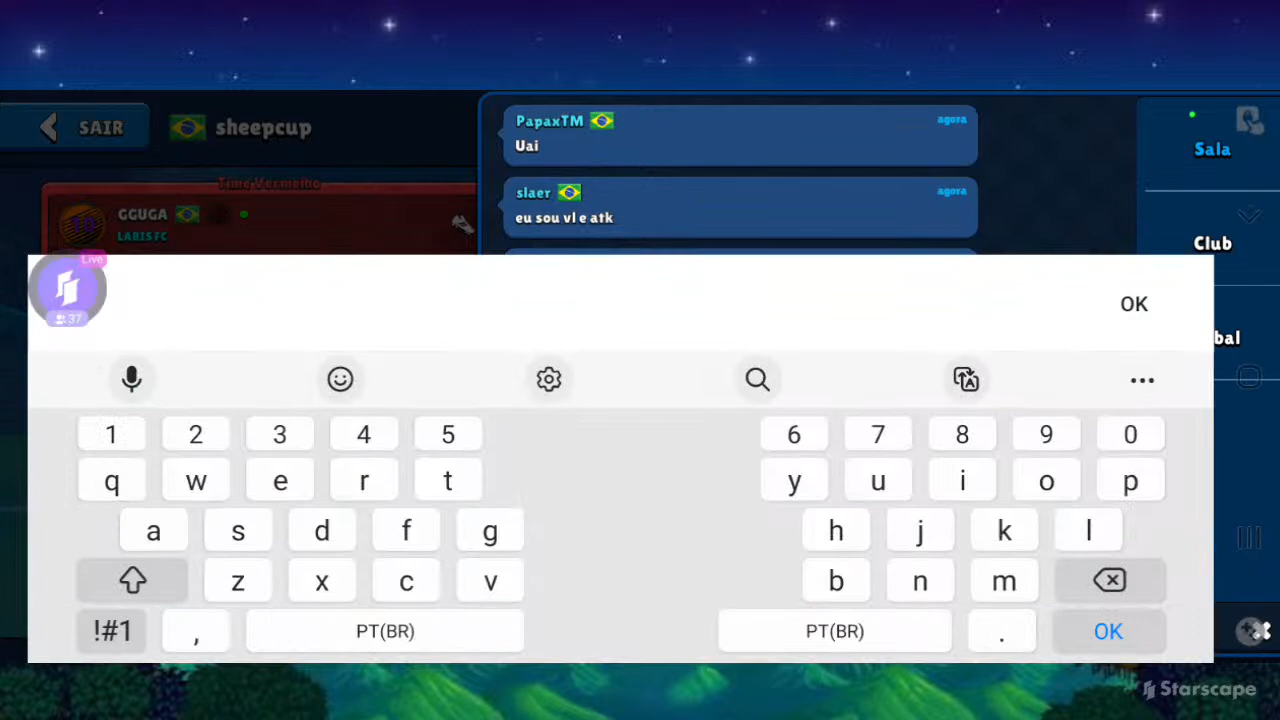 SAIR
sheepcup
Time Vermelho
GGUGA
LABIS FC
PapaxTM
agora
Uai
slaer
agora
eu sou vl e atk
Sala
Club
bal
Live
37
OK
1 2 3 4 5 6 7 8 9 0
q w e r t y u i o p
a s d f g h j k l
z x c v b n m
!#1 , PT(BR) PT(BR) . OK
Starscape